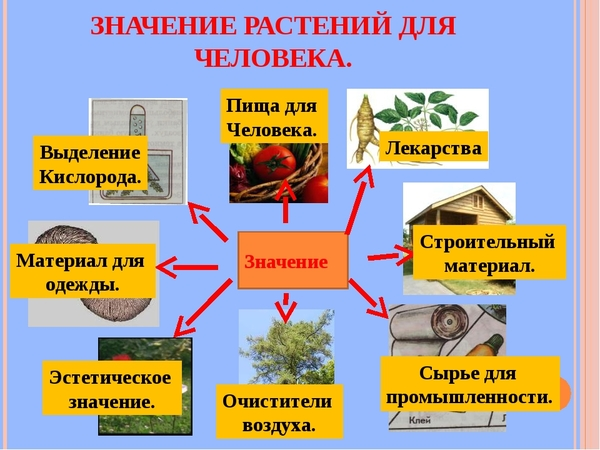 ЗНАЧЕНИЕ РАСТЕНИЙ ДЛЯ
ЧЕЛОВЕКА.
Пища для
Человека.
Лекарства
Выделение
Кислорода.
Строительный
материал.
Значение
Материал для
одежды.
Эстетическое
значение.
Очистители
воздуха.
Сырье для
промышленности.
Клей